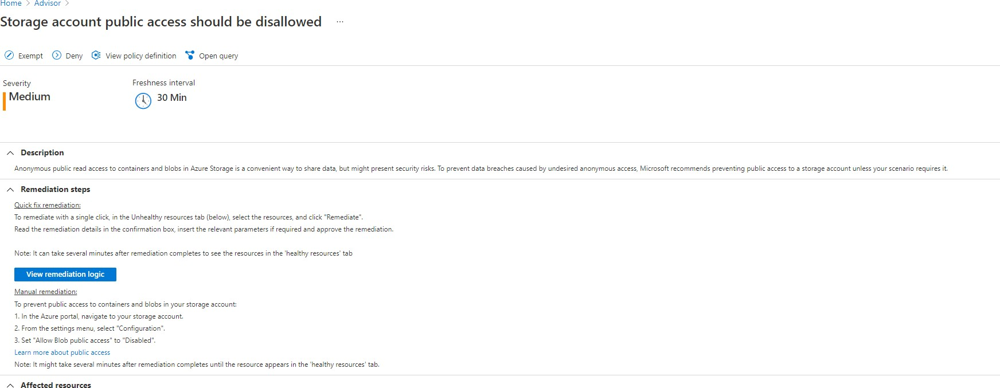 Home > Advisor >
Storage account public access should be disallowed ...
Exempt Deny View policy definition Open query
Severity Freshness interval
Medium 30 Min
Description
Anonymous public read access to containers and blobs in Azure Storage is a convenient way to share data, but might present security risks. To prevent data breaches caused by undesired anonymous access, Microsoft recommends preventing public access to a storage account unless your scenario requires it.
Remediation steps
Quick fix remediation:
To remediate with a single click, in the Unhealthy resources tab (below), select the resources, and click "Remediate".
Read the remediation details in the confirmation box, insert the relevant parameters if required and approve the remediation.
Note: It can take several minutes after remediation completes to see the resources in the 'healthy resources' tab
View remediation logic
Manual remediation:
To prevent public access to containers and blobs in your storage account:
1. In the Azure portal, navigate to your storage account.
2. From the settings menu, select "Configuration".
3. Set "Allow Blob public access" to "Disabled".
Learn more about public access
Note: It might take several minutes after remediation completes until the resource appears in the 'healthy resources' tab.
Affected resources